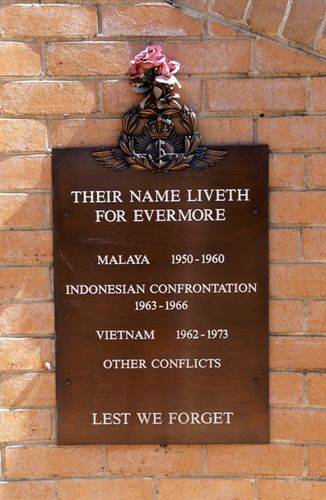 THEIR NAME LIVETH
FOR EVERMORE
MALAYA 1950-1960
INDONESIAN CONFRONTATION
1963-1966
VIETNAM 1962-1973
OTHER CONFLICTS
LEST WE FORGET